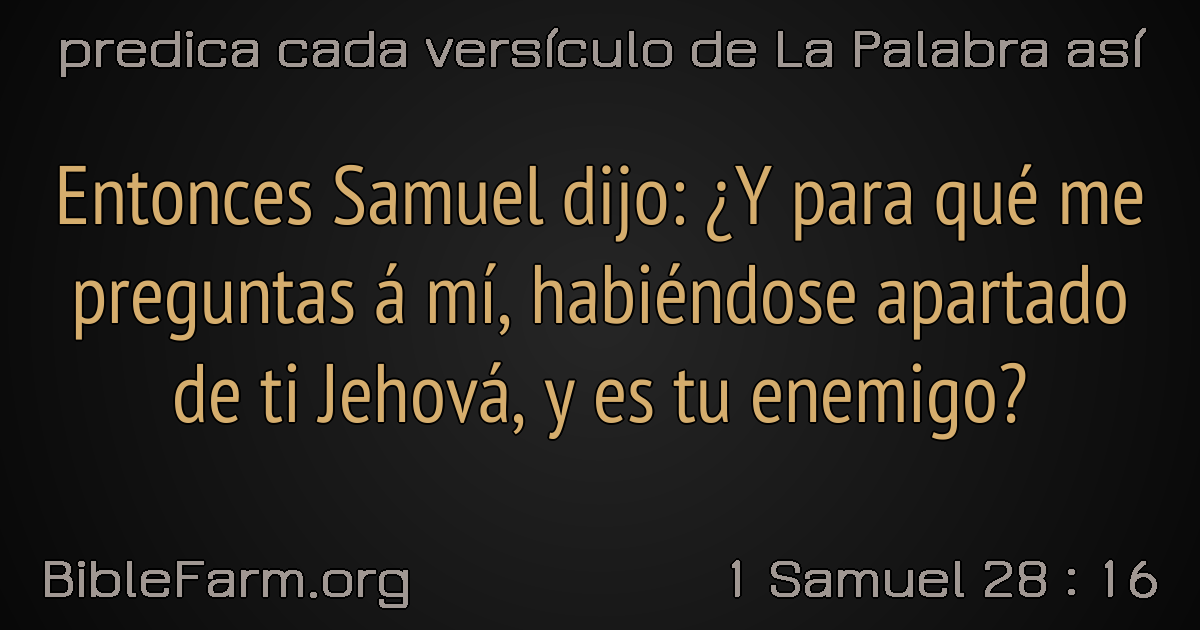 predica cada versículo de La Palabra así
Entonces Samuel dijo: ¿Y para qué me
preguntas á mí, habiéndose apartado
de ti Jehová, y es tu enemigo?
BibleFarm.org
1 Samuel 28 : 16